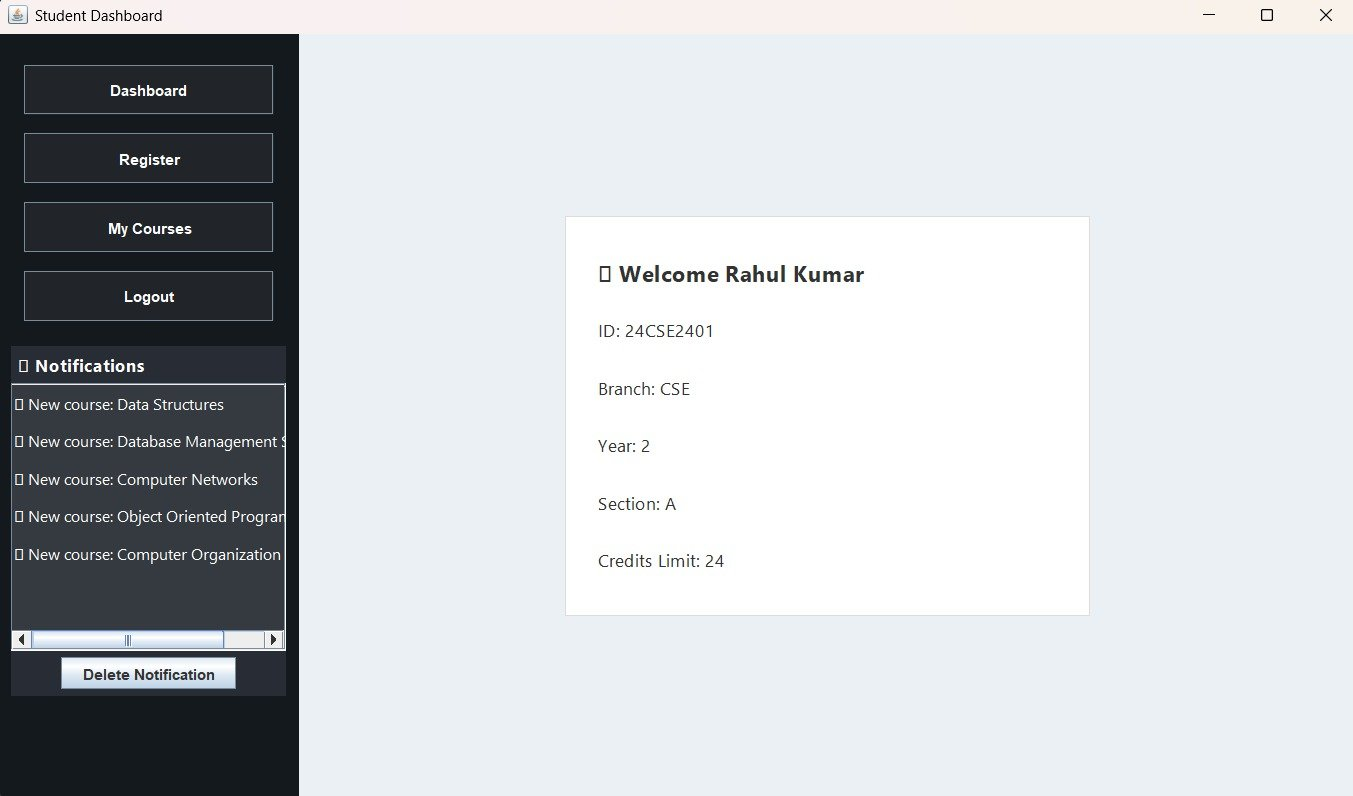 Student Dashboard
Dashboard
Register
My Courses
Logout
▯ Notifications
▯ New course: Data Structures
▯ New course: Database Management S
▯ New course: Computer Networks
▯ New course: Object Oriented Program
▯ New course: Computer Organization
Delete Notification
▯ Welcome Rahul Kumar
ID: 24CSE2401
Branch: CSE
Year: 2
Section: A
Credits Limit: 24